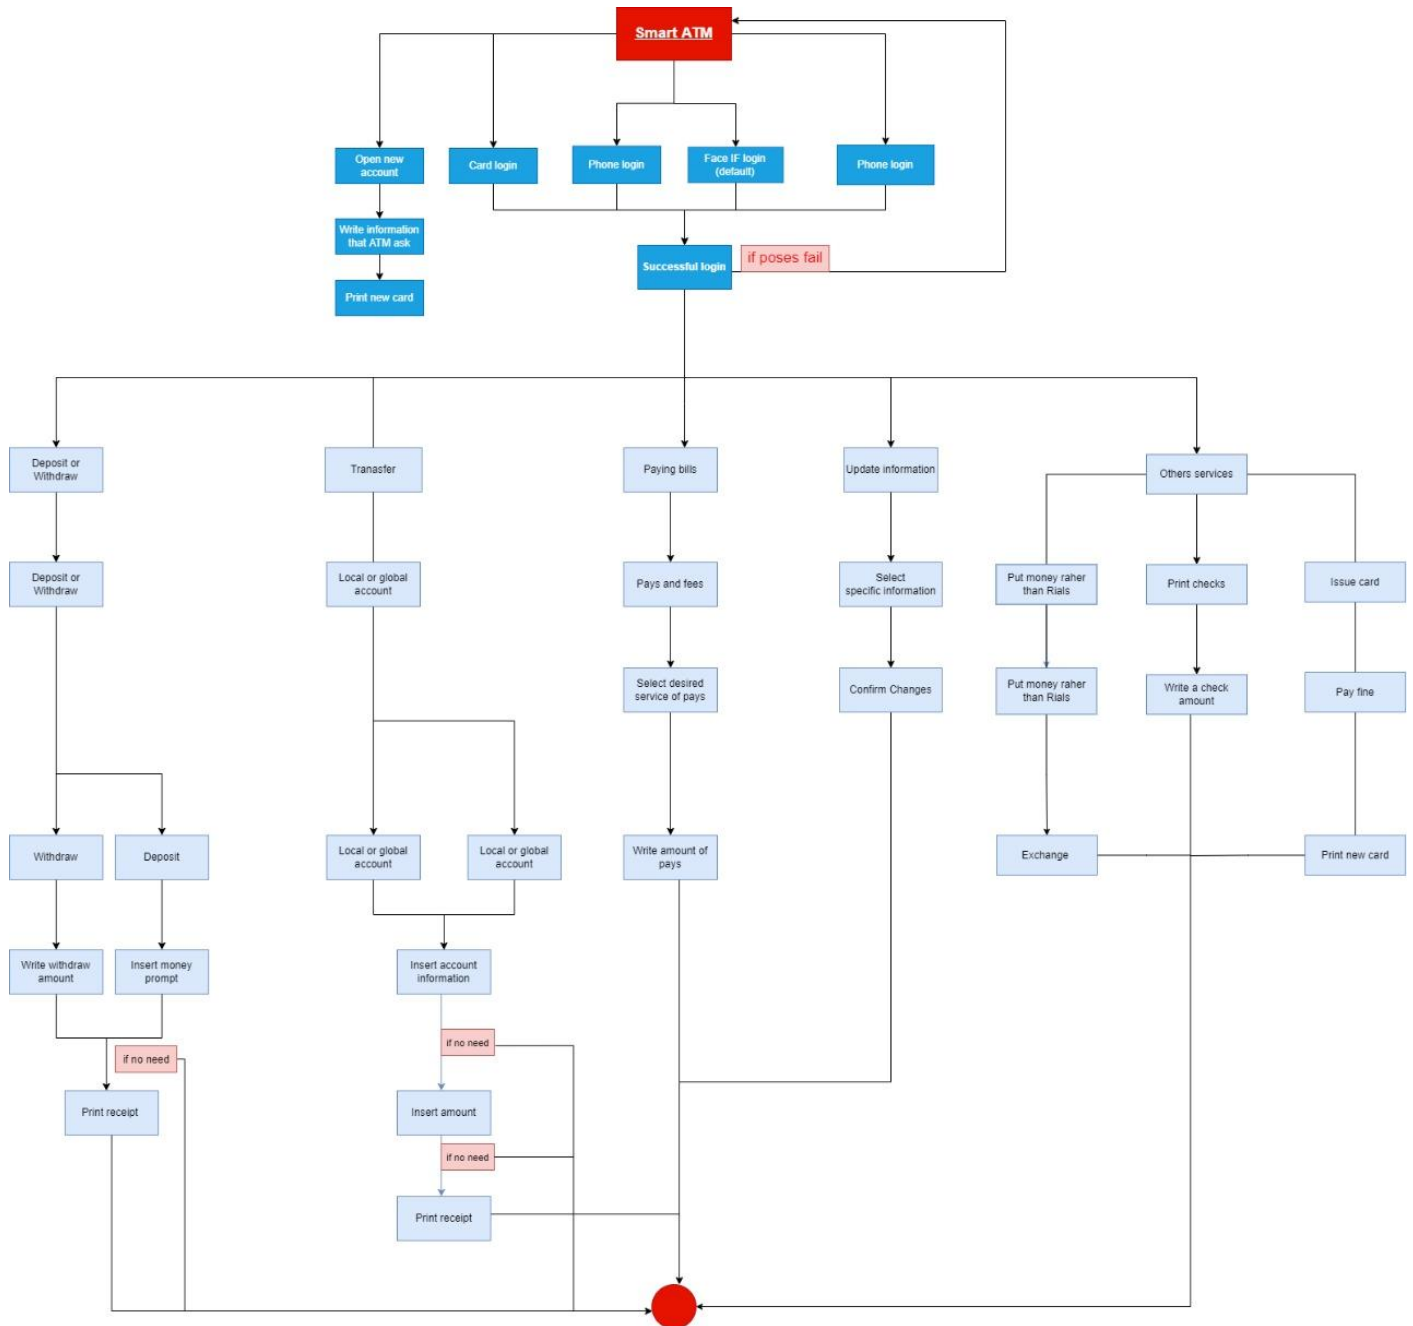 Smart ATM
Open new
account
Card login
Phone login
Face IF login
(default)
Phone login
Write information
that ATM ask
Successful login
if poses fail
Print new card
Deposit or
Withdraw
Tranasfer
Paying bills
Update information
Others services
Deposit or
Withdraw
Local or global
account
Pays and fees
Select
specific information
Put money raher
than Rials
Print checks
Issue card
Select desired
service of pays
Confirm Changes
Put money raher
than Rials
Write a check
amount
Pay fine
Withdraw
Deposit
Local or global
account
Local or global
account
Write amount of
pays
Exchange
Print new card
Write withdraw
amount
Insert money
prompt
Insert account
information
if no need
if no need
Print receipt
Insert amount
if no need
Print receipt